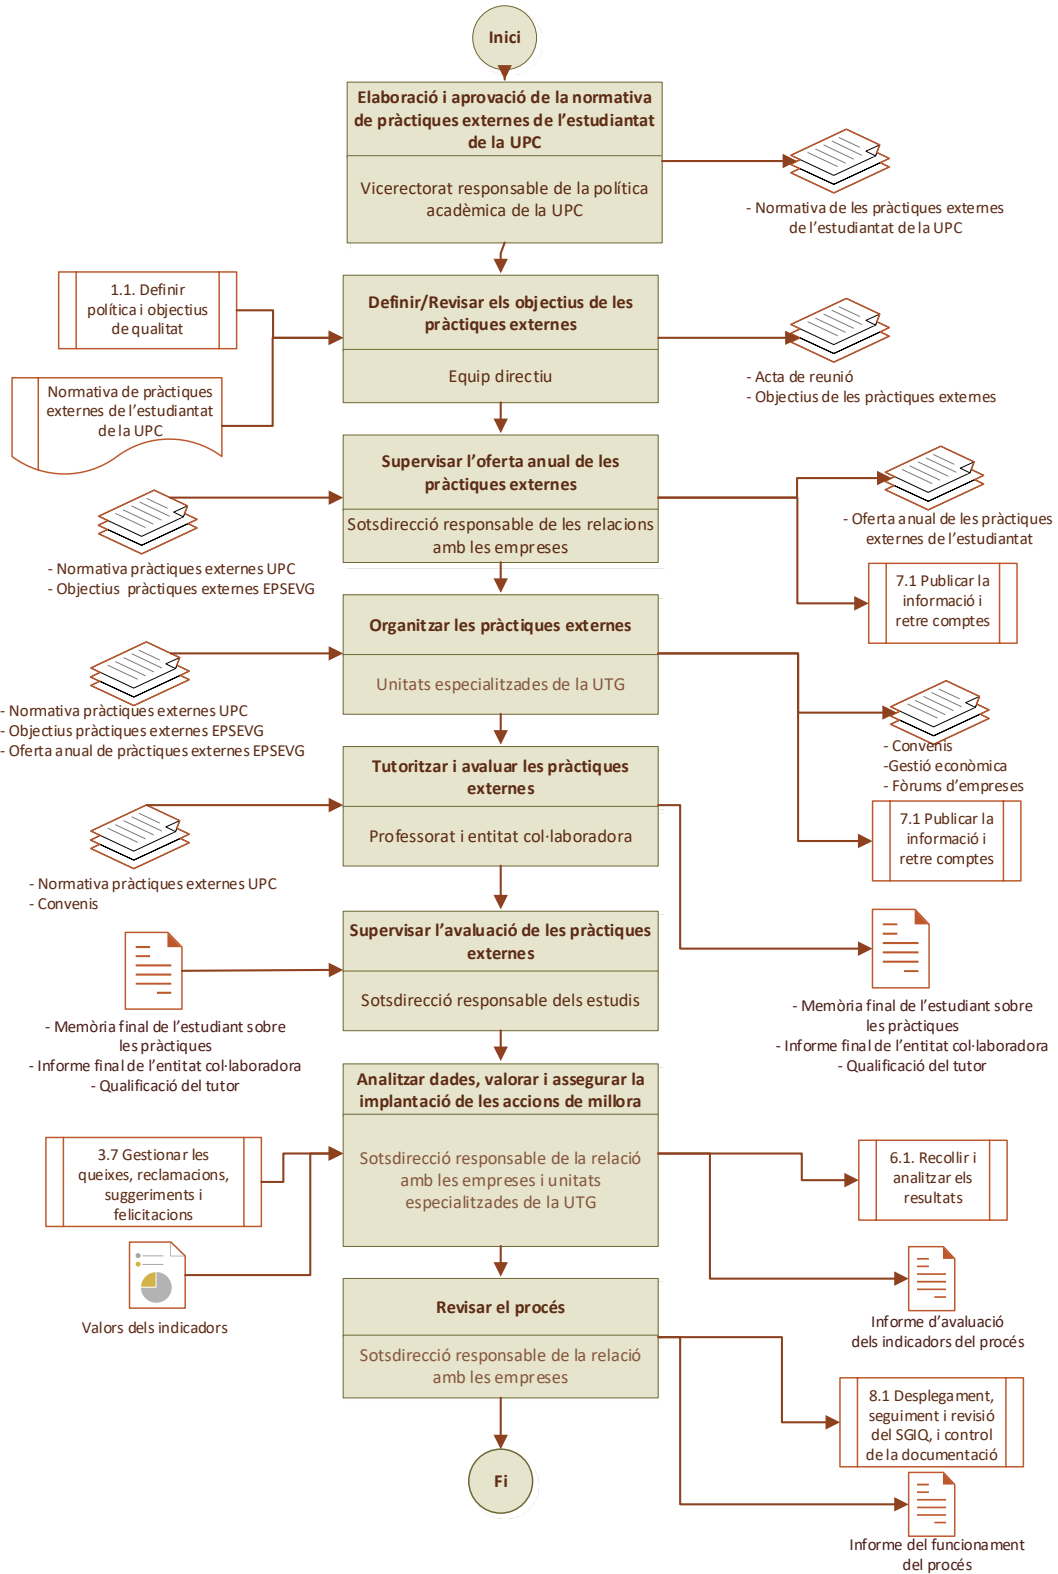 Inici
Elaboració i aprovació de la normativa
de pràctiques externes de l'estudiantat
de la UPC
Vicerectorat responsable de la política
acadèmica de la UPC
- Normativa de les pràctiques externes
de l'estudiantat de la UPC
1.1. Definir
política i objectius
de qualitat
Normativa de pràctiques
externes de l'estudiantat
de la UPC
Definir/Revisar els objectius de les
pràctiques externes
Equip directiu
- Acta de reunió
- Objectius de les pràctiques externes
Supervisar l'oferta anual de les
pràctiques externes
Sotsdirecció responsable de les relacions
amb les empreses
- Normativa pràctiques externes UPC
- Objectius  pràctiques externes EPSEVG
- Oferta anual de les pràctiques
externes de l'estudiantat
7.1 Publicar la
informació i
retre comptes
Organitzar les pràctiques externes
Unitats especialitzades de la UTG
- Normativa pràctiques externes UPC
- Objectius pràctiques externes EPSEVG
- Oferta anual de pràctiques externes EPSEVG
- Convenis
-Gestió econòmica
- Fòrums d'empreses
7.1 Publicar la
informació i
retre comptes
Tutoritzar i avaluar les pràctiques
externes
Professorat i entitat col·laboradora
- Normativa pràctiques externes UPC
- Convenis
- Memòria final de l'estudiant sobre
les pràctiques
- Informe final de l'entitat col·laboradora
- Qualificació del tutor
Supervisar l'avaluació de les pràctiques
externes
Sotsdirecció responsable dels estudis
- Memòria final de l'estudiant sobre
les pràctiques
- Informe final de l'entitat col·laboradora
- Qualificació del tutor
Analitzar dades, valorar i assegurar la
implantació de les accions de millora
Sotsdirecció responsable de la relació
amb les empreses i unitats
especialitzades de la UTG
3.7 Gestionar les
queixes, reclamacions,
suggeriments i
felicitacions
Valors dels indicadors
6.1. Recollir i
analitzar els
resultats
Informe d'avaluació
dels indicadors del procés
Revisar el procés
Sotsdirecció responsable de la relació
amb les empreses
8.1 Desplegament,
seguiment i revisió
del SGIQ, i control
de la documentació
Informe del funcionament
del procés
Fi